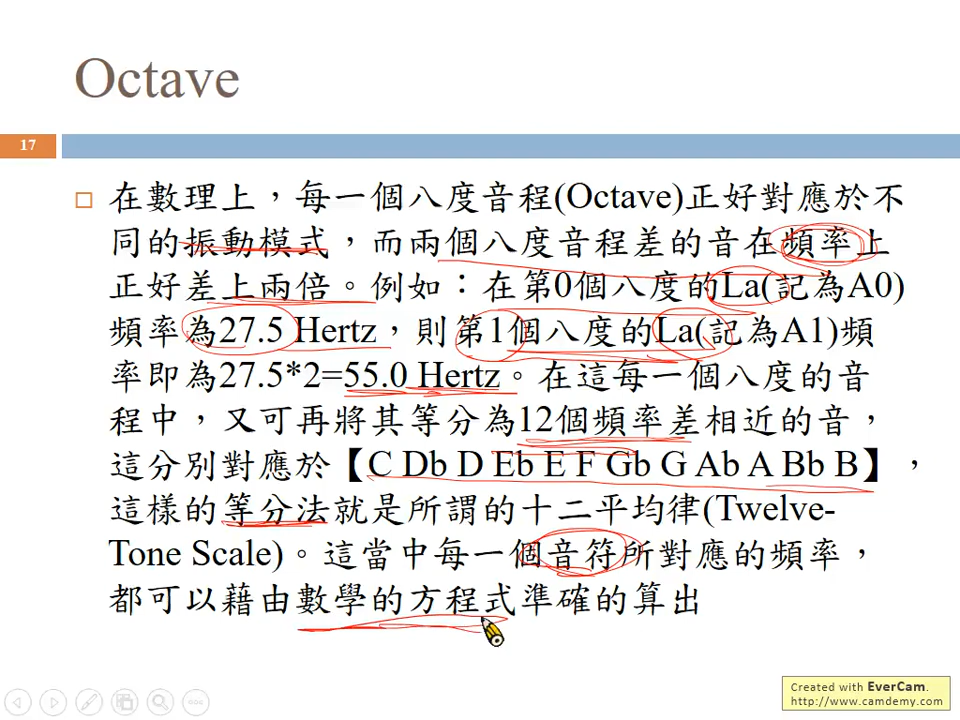 Octave
17
在數理上，每一個八度音程(Octave)正好對應於不
同的振動模式，而兩個八度音程差的音在頻率上
正好差上兩倍。例如：在第0個八度的La(記為A0)
頻率為27.5 Hertz，則第1個八度的La(記為A1)頻
率即為27.5*2=55.0 Hertz。在這每一個八度的音
程中，又可再將其等分為12個頻率差相近的音，
這分別對應於【C Db D Eb E F Gb G Ab A Bb B】，
這樣的等分法就是所謂的十二平均律(Twelve-
Tone Scale)。這當中每一個音符所對應的頻率，
都可以藉由數學的方程式準確的算出
Created with EverCam.
http://www.camdemy.com